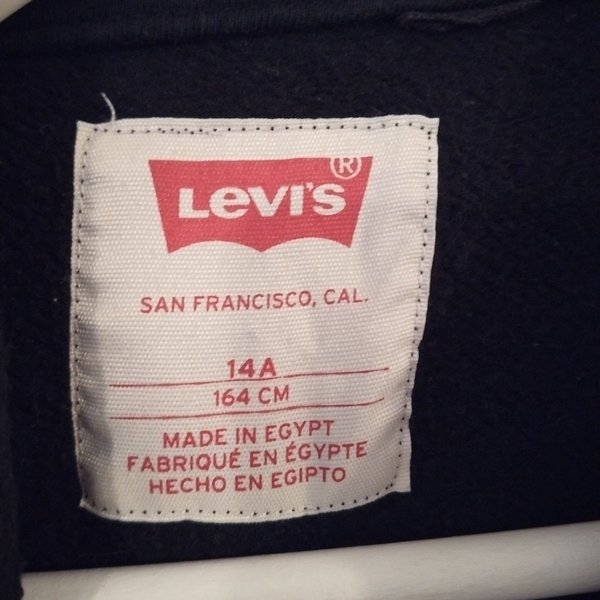 LEVI'S ®
SAN FRANCISCO, CAL.
14A
164 CM
MADE IN EGYPT
FABRIQUÉ EN ÉGYPTE
HECHO EN EGIPTO